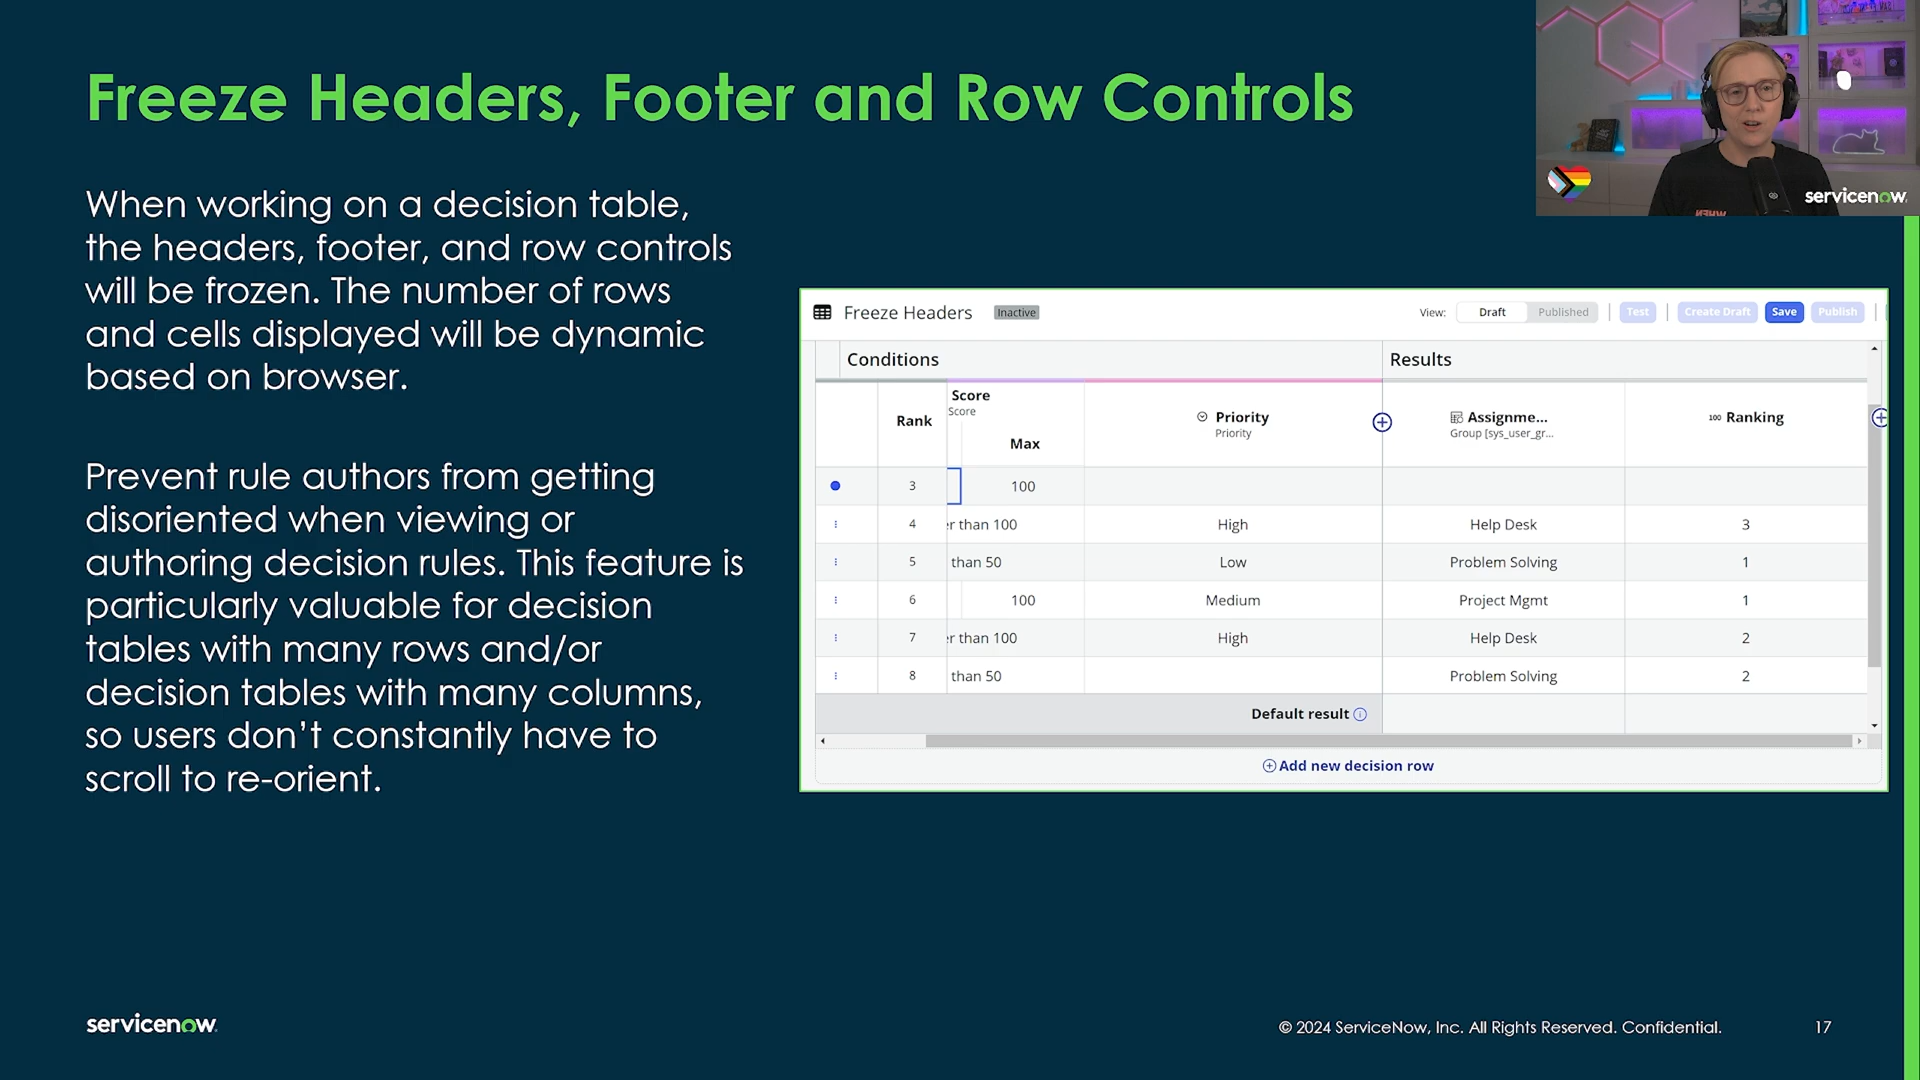 Freeze Headers, Footer and Row Controls
When working on a decision table,
the headers, footer, and row controls
will be frozen. The number of rows
and cells displayed will be dynamic
based on browser.
Prevent rule authors from getting
disoriented when viewing or
authoring decision rules. This feature is
particularly valuable for decision
tables with many rows and/or
decision tables with many columns,
so users don’t constantly have to
scroll to re-orient.
servicenow
Freeze Headers Inactive View: Draft Published Test Create Draft Save Publish
Conditions Results
Rank Score Priority Assignme... 100 Ranking
Score Priority Group [sys_user_gr...
Max
3 100
4 er than 100 High Help Desk 3
5 than 50 Low Problem Solving 1
6 100 Medium Project Mgmt 1
7 er than 100 High Help Desk 2
8 than 50 Problem Solving 2
Default result
Add new decision row
servicenow
© 2024 ServiceNow, Inc. All Rights Reserved. Confidential. 17